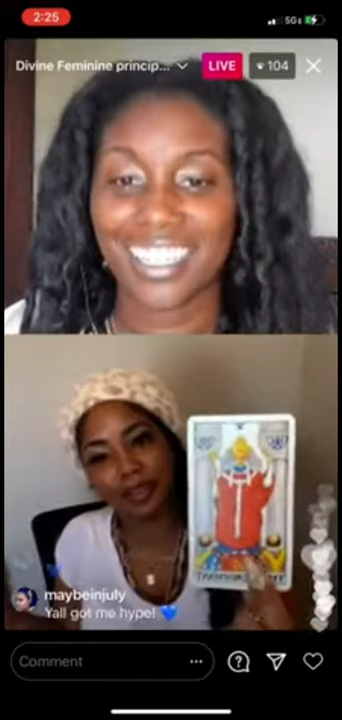 2:25
5G
Divine Feminine princip...
LIVE
104
maybeinjuly
Yall got me hype! 💙
Comment